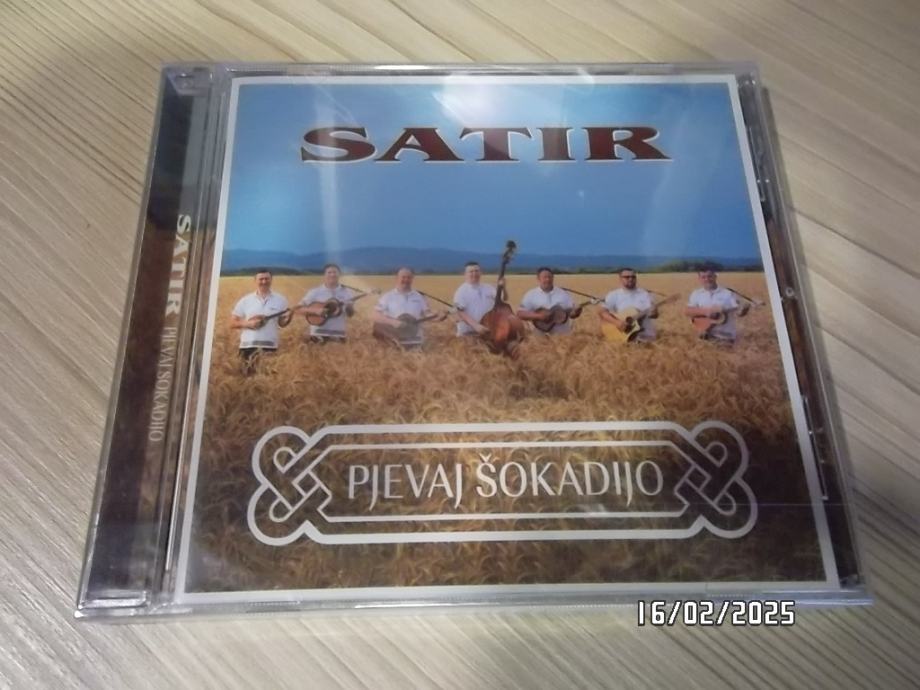 SATIR
PJEVAJ ŠOKADIJO
SATIR PJEVAJ ŠOKADIJO
16/02/2025